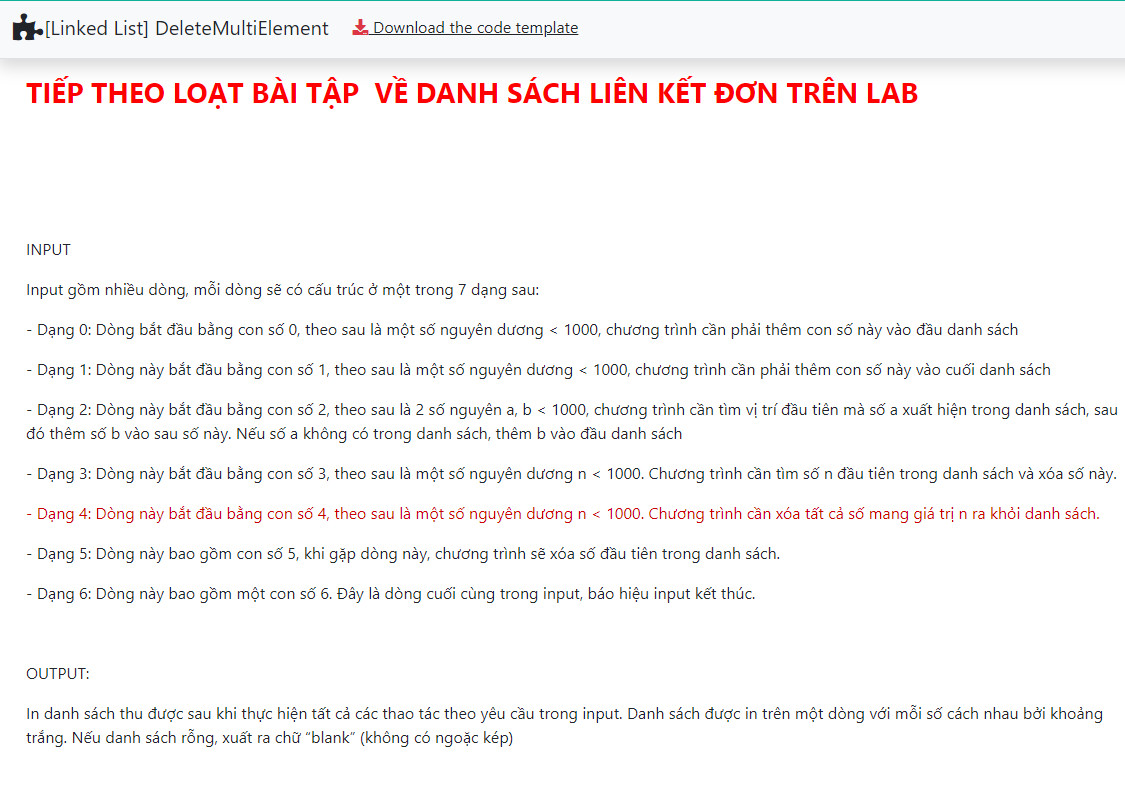 [Linked List] DeleteMultiElement Download the code template
TIẾP THEO LOẠT BÀI TẬP VỀ DANH SÁCH LIÊN KẾT ĐƠN TRÊN LAB
INPUT
Input gồm nhiều dòng, mỗi dòng sẽ có cấu trúc ở một trong 7 dạng sau:
- Dạng 0: Dòng bắt đầu bằng con số 0, theo sau là một số nguyên dương < 1000, chương trình cần phải thêm con số này vào đầu danh sách
- Dạng 1: Dòng này bắt đầu bằng con số 1, theo sau là một số nguyên dương < 1000, chương trình cần phải thêm con số này vào cuối danh sách
- Dạng 2: Dòng này bắt đầu bằng con số 2, theo sau là 2 số nguyên a, b < 1000, chương trình cần tìm vị trí đầu tiên mà số a xuất hiện trong danh sách, sau
đó thêm số b vào sau số này. Nếu số a không có trong danh sách, thêm b vào đầu danh sách
- Dạng 3: Dòng này bắt đầu bằng con số 3, theo sau là một số nguyên dương n < 1000. Chương trình cần tìm số n đầu tiên trong danh sách và xóa số này.
- Dạng 4: Dòng này bắt đầu bằng con số 4, theo sau là một số nguyên dương n < 1000. Chương trình cần xóa tất cả số mang giá trị n ra khỏi danh sách.
- Dạng 5: Dòng này bao gồm con số 5, khi gặp dòng này, chương trình sẽ xóa số đầu tiên trong danh sách.
- Dạng 6: Dòng này bao gồm một con số 6. Đây là dòng cuối cùng trong input, báo hiệu input kết thúc.
OUTPUT:
In danh sách thu được sau khi thực hiện tất cả các thao tác theo yêu cầu trong input. Danh sách được in trên một dòng với mỗi số cách nhau bởi khoảng
trắng. Nếu danh sách rỗng, xuất ra chữ “blank” (không có ngoặc kép)